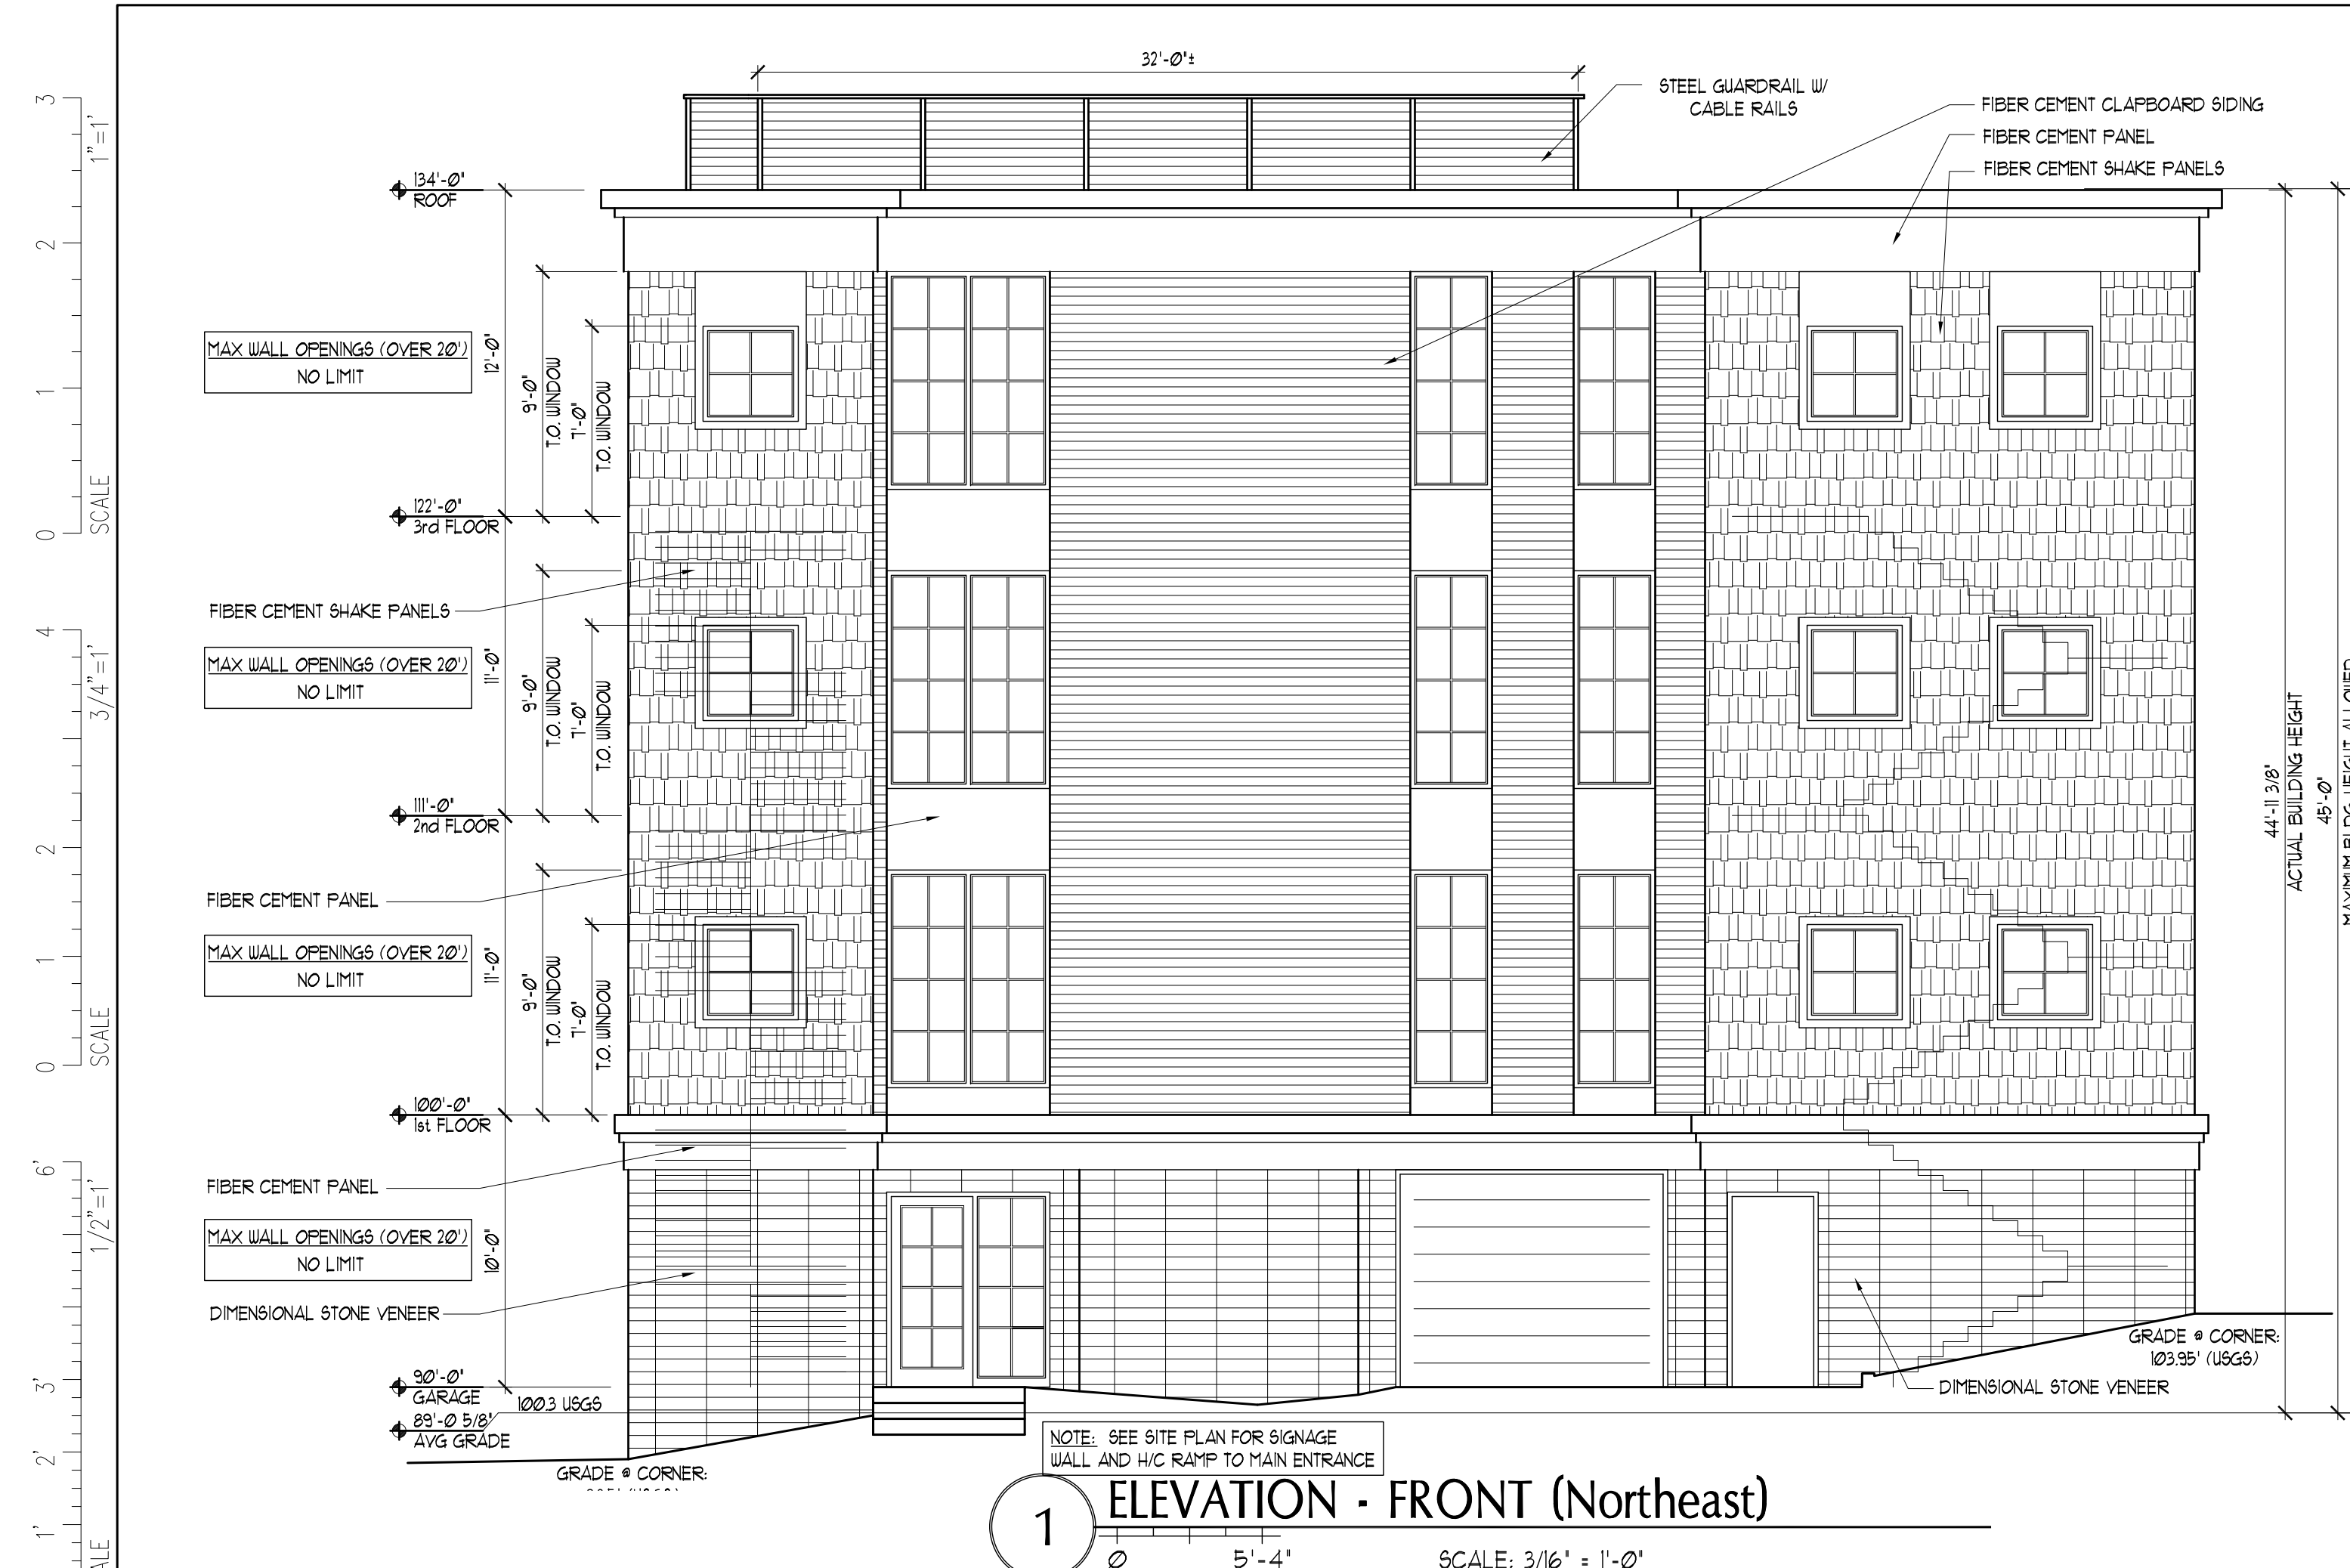 32'-0"±
STEEL GUARDRAIL W/
CABLE RAILS
FIBER CEMENT CLAPBOARD SIDING
FIBER CEMENT PANEL
FIBER CEMENT SHAKE PANELS
3
2
1
0
1"=1'
SCALE
4
2
1
0
3/4"=1'
SCALE
6'
3'
2'
1'
1/2"=1'
134'-0"
ROOF
MAX WALL OPENINGS (OVER 20')
NO LIMIT
12'-0"
9'-0"
T.O. WINDOW
7'-0"
T.O. WINDOW
122'-0"
3rd FLOOR
FIBER CEMENT SHAKE PANELS
MAX WALL OPENINGS (OVER 20')
NO LIMIT
11'-0"
9'-0"
T.O. WINDOW
7'-0"
T.O. WINDOW
111'-0"
2nd FLOOR
FIBER CEMENT PANEL
MAX WALL OPENINGS (OVER 20')
NO LIMIT
11'-0"
9'-0"
T.O. WINDOW
7'-0"
T.O. WINDOW
100'-0"
1st FLOOR
FIBER CEMENT PANEL
MAX WALL OPENINGS (OVER 20')
NO LIMIT
10'-0"
DIMENSIONAL STONE VENEER
90'-0"
GARAGE
100.3 USGS
89'-0 5/8"
AVG GRADE
GRADE @ CORNER:
44'-11 3/8"
ACTUAL BUILDING HEIGHT
45'-0"
MAXIMUM BLDG. HEIGHT ALLOWED
GRADE @ CORNER:
103.95' (USGS)
DIMENSIONAL STONE VENEER
NOTE: SEE SITE PLAN FOR SIGNAGE
WALL AND H/C RAMP TO MAIN ENTRANCE
1
ELEVATION - FRONT (Northeast)
0 5'-4" SCALE: 3/16" = 1'-0"